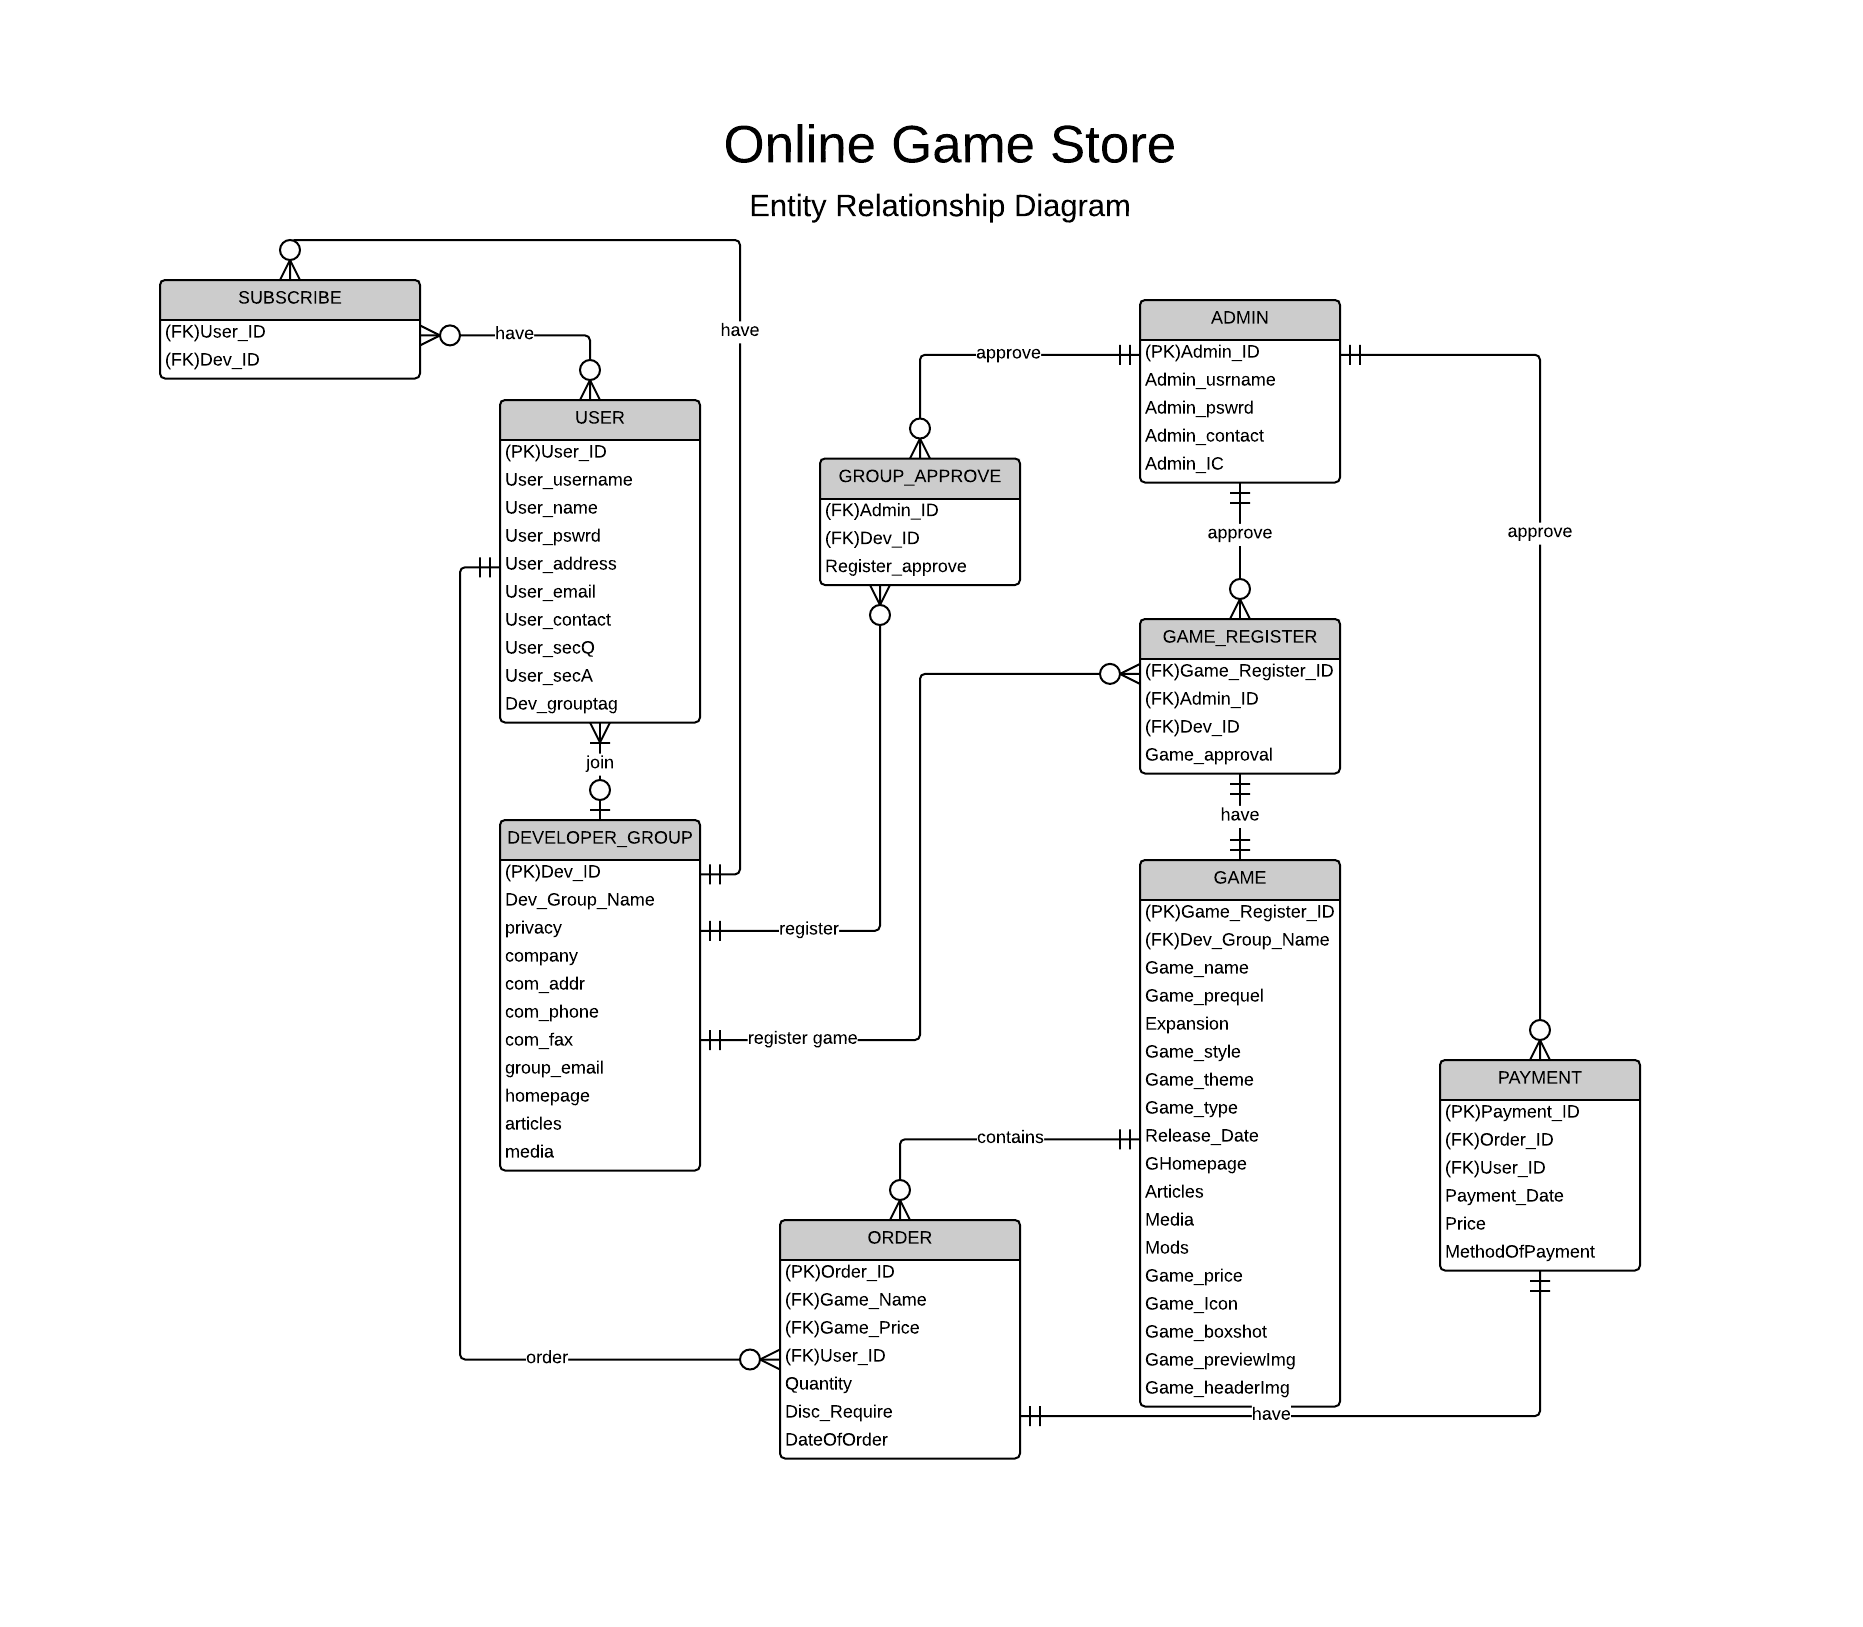 Online Game Store
Entity Relationship Diagram
SUBSCRIBE
(FK)User_ID
(FK)Dev_ID
have
have
USER
(PK)User_ID
User_username
User_name
User_pswrd
User_address
User_email
User_contact
User_secQ
User_secA
Dev_grouptag
join
DEVELOPER_GROUP
(PK)Dev_ID
Dev_Group_Name
privacy
company
com_addr
com_phone
com_fax
group_email
homepage
articles
media
register
register game
approve
GROUP_APPROVE
(FK)Admin_ID
(FK)Dev_ID
Register_approve
ADMIN
(PK)Admin_ID
Admin_usrname
Admin_pswrd
Admin_contact
Admin_IC
approve
approve
GAME_REGISTER
(FK)Game_Register_ID
(FK)Admin_ID
(FK)Dev_ID
Game_approval
have
GAME
(PK)Game_Register_ID
(FK)Dev_Group_Name
Game_name
Game_prequel
Expansion
Game_style
Game_theme
Game_type
Release_Date
GHomepage
Articles
Media
Mods
Game_price
Game_Icon
Game_boxshot
Game_previewImg
Game_headerImg
contains
ORDER
(PK)Order_ID
(FK)Game_Name
(FK)Game_Price
(FK)User_ID
Quantity
Disc_Require
DateOfOrder
order
have
PAYMENT
(PK)Payment_ID
(FK)Order_ID
(FK)User_ID
Payment_Date
Price
MethodOfPayment